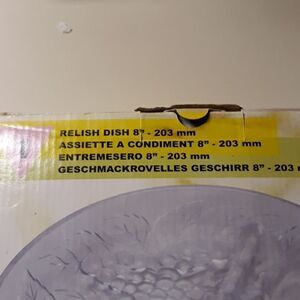 RELISH DISH 8" - 203 mm
ASSIETTE A CONDIMENT 8" - 203 mm
ENTREMESERO 8" - 203 mm
GESCHMACKROVELLES GESCHIRR 8" - 203